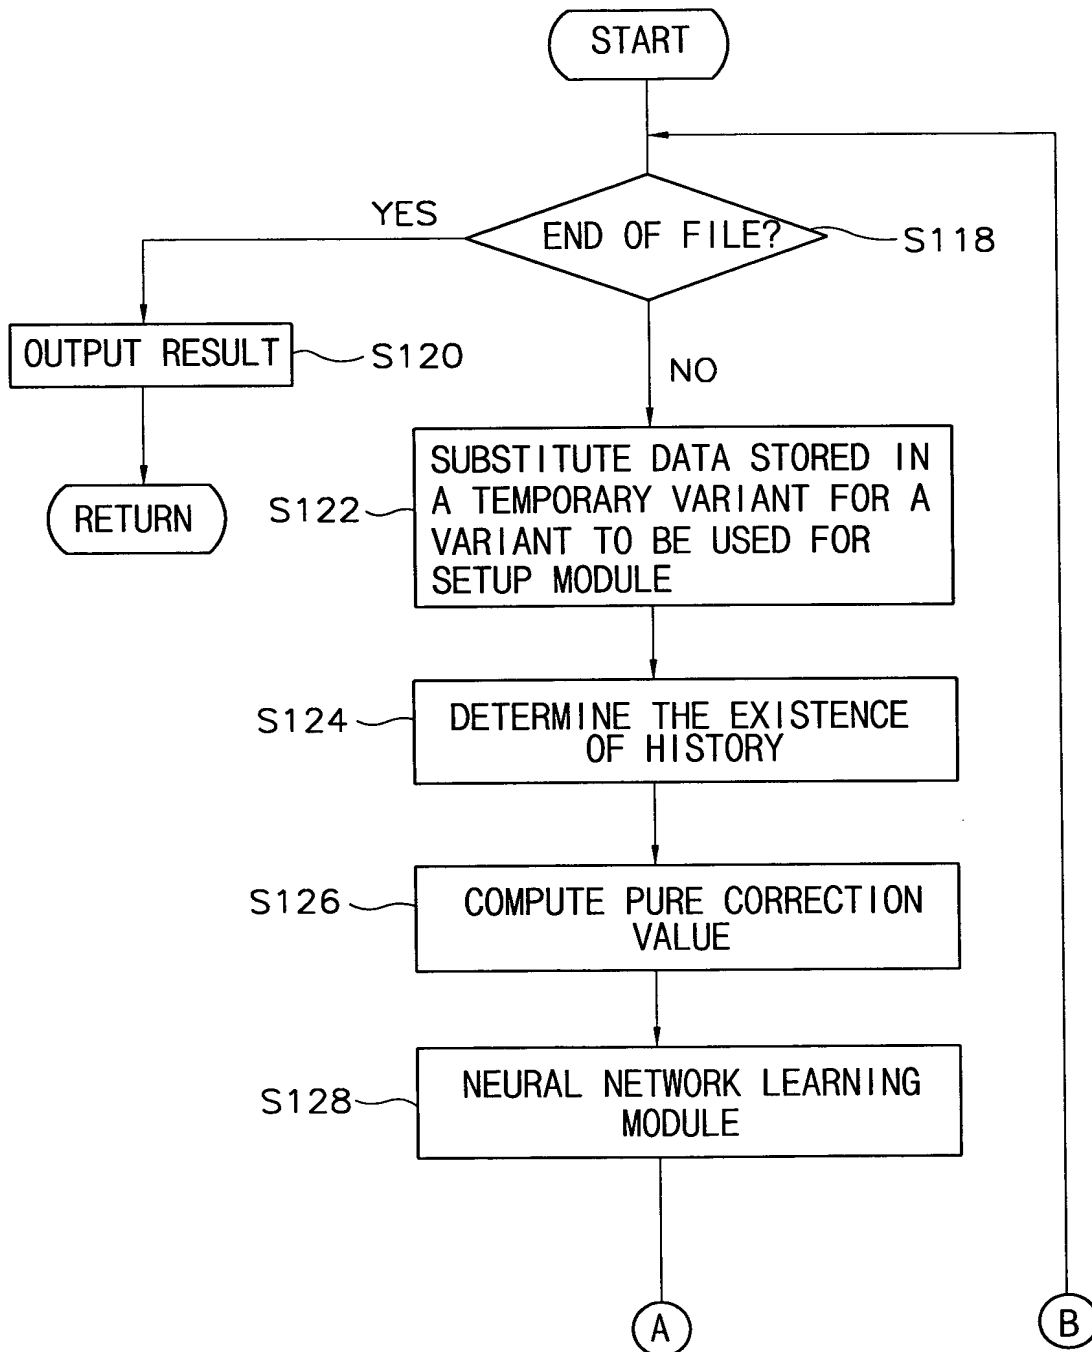 START
YES
END OF FILE?
S118
OUTPUT RESULT
S120
NO
RETURN
S122
SUBSTITUTE DATA STORED IN
A TEMPORARY VARIANT FOR A
VARIANT TO BE USED FOR
SETUP MODULE
S124
DETERMINE THE EXISTENCE
OF HISTORY
S126
COMPUTE PURE CORRECTION
VALUE
S128
NEURAL NETWORK LEARNING
MODULE
A
B